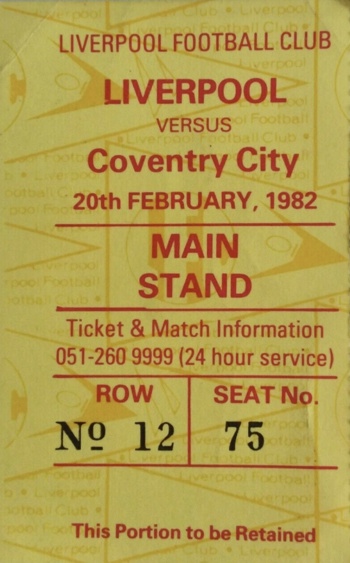 LIVERPOOL FOOTBALL CLUB
LIVERPOOL
VERSUS
Coventry City
20th FEBRUARY, 1982
MAIN
STAND
Ticket & Match Information
051-260 9999 (24 hour service)
ROW SEAT No.
Nº 12 75
This Portion to be Retained